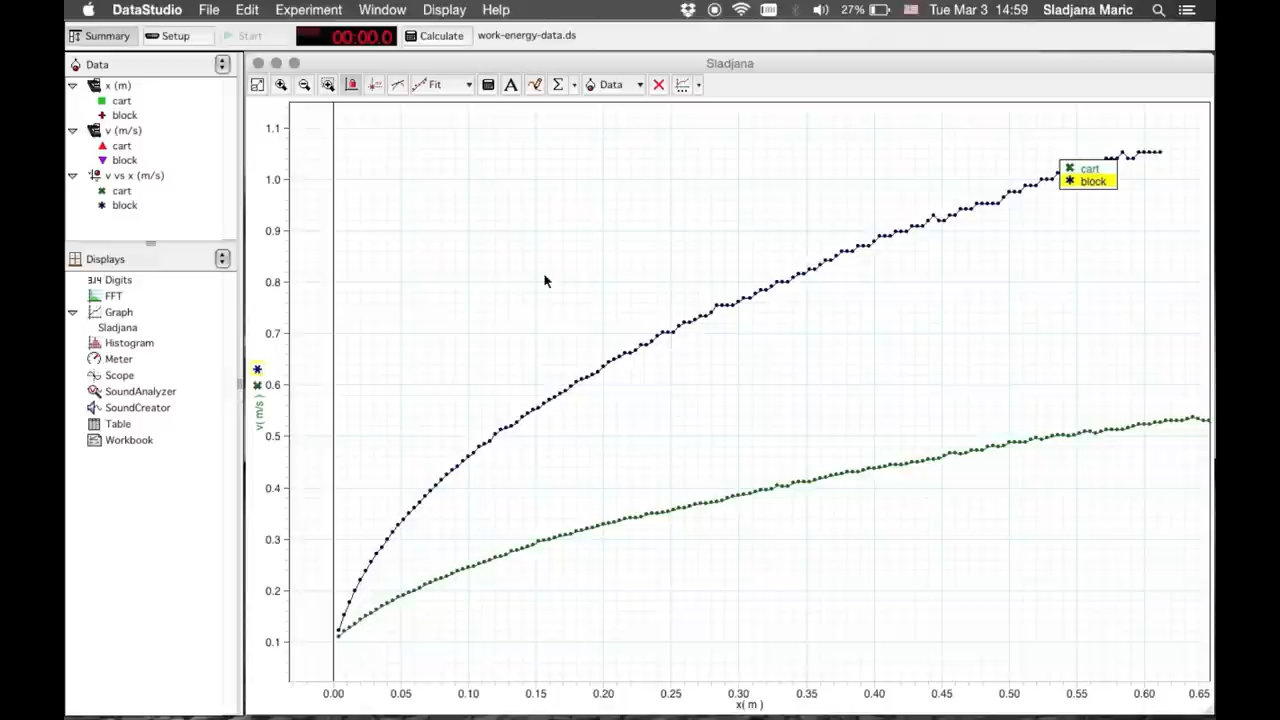 DataStudio File Edit Experiment Window Display Help 27% Tue Mar 3 14:59 Sladjana Maric
Summary Setup Start 00:00.0 Calculate work-energy-data.ds
Data
x (m)
cart
block
v (m/s)
cart
block
v vs x (m/s)
cart
block
Displays
3.14 Digits
FFT
Graph
Sladjana
Histogram
Meter
Scope
SoundAnalyzer
SoundCreator
Table
Workbook
Sladjana
Fit A Σ Data
1.1
1.0
0.9
0.8
0.7
0.6
0.5
0.4
0.3
0.2
0.1
v( m/s )
cart
block
0.00 0.05 0.10 0.15 0.20 0.25 0.30 0.35 0.40 0.45 0.50 0.55 0.60 0.65
x( m )